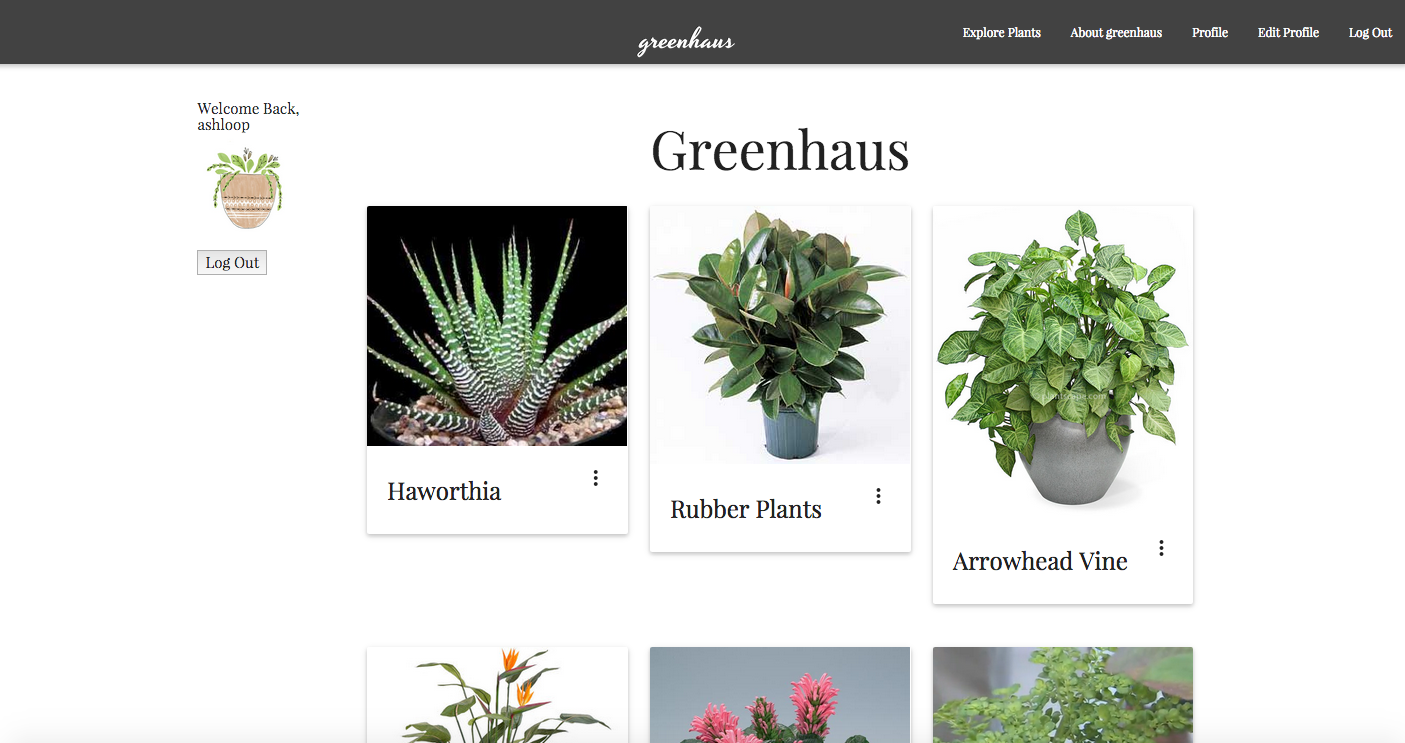 greenhaus
Explore Plants
About greenhaus
Profile
Edit Profile
Log Out
Welcome Back,
ashloop
Log Out
Greenhaus
Haworthia
Rubber Plants
Arrowhead Vine